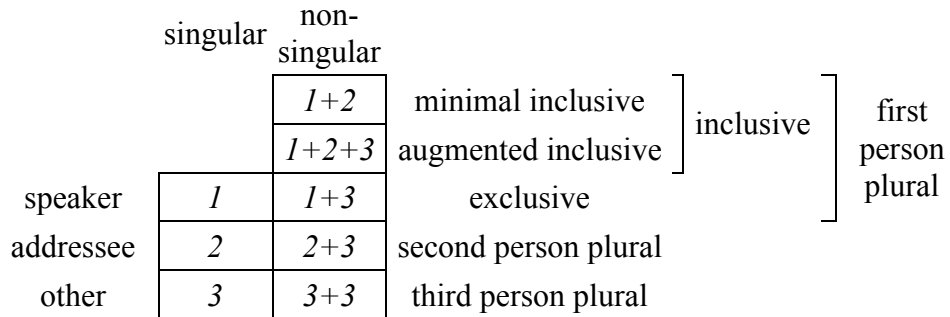 singular non-
singular
1+2 minimal inclusive
1+2+3 augmented inclusive
inclusive
first
person
plural
speaker 1 1+3 exclusive
addressee 2 2+3 second person plural
other 3 3+3 third person plural